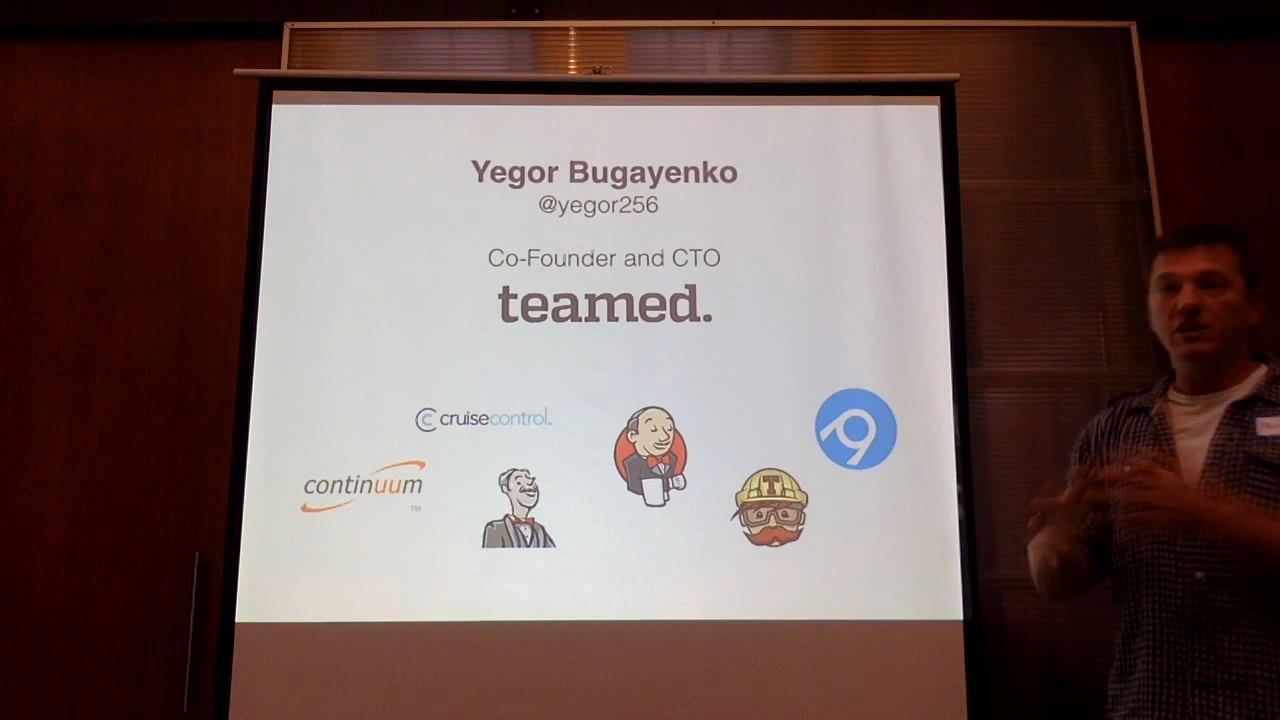 Yegor Bugayenko
@yegor256
Co-Founder and CTO
teamed.
cruisecontrol.
continuum
TM
T